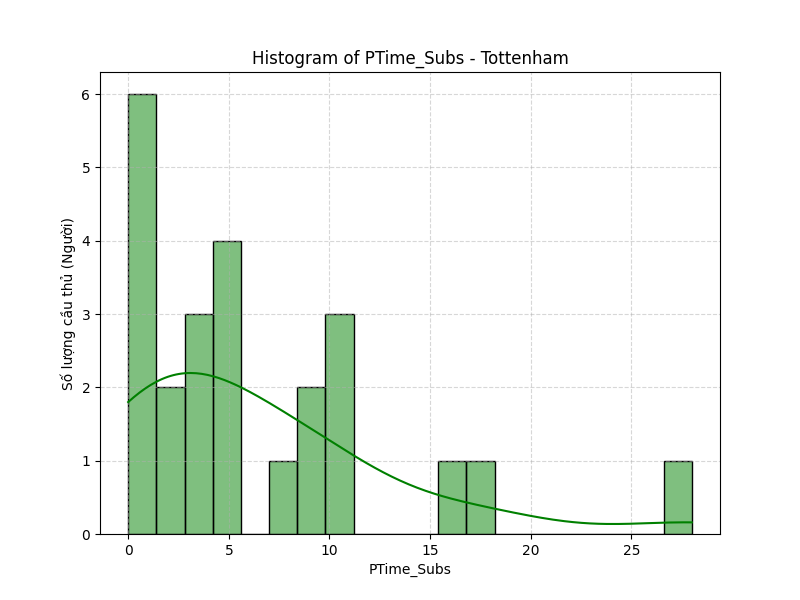 Histogram of PTime_Subs - Tottenham
Số lượng cầu thủ (Người)
6
5
4
3
2
1
0
0 5 10 15 20 25
PTime_Subs